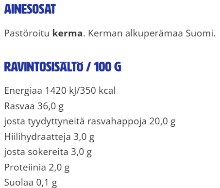 AINESOSAT
Pastöroitu kerma. Kerman alkuperämaa Suomi.
RAVINTOSISÄLTÖ / 100 G
Energiaa 1420 kJ/350 kcal
Rasvaa 36,0 g
josta tyydyttyneitä rasvahappoja 20,0 g
Hiilihydraatteja 3,0 g
josta sokereita 3,0 g
Proteiinia 2,0 g
Suolaa 0,1 g